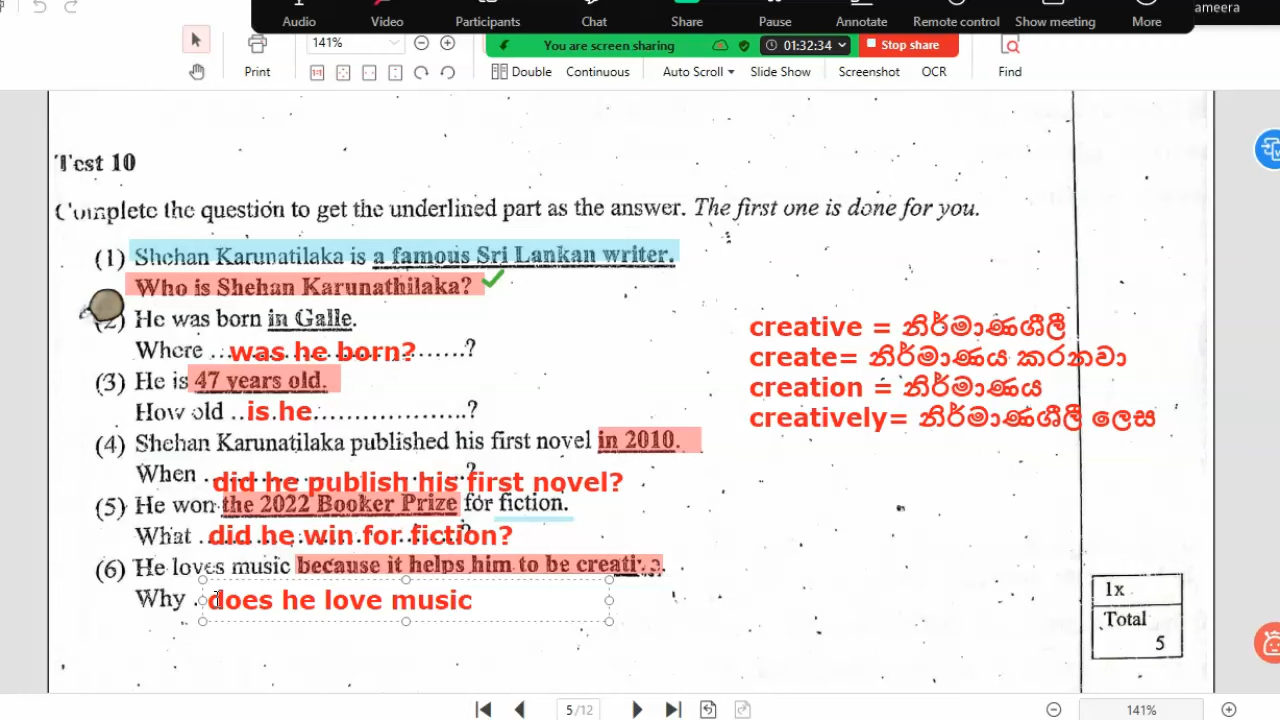 Audio Video Participants Chat Share Pause Annotate Remote control Show meeting More ameera
141% You are screen sharing 01:32:34 Stop share
Print Double Continuous Auto Scroll Slide Show Screenshot OCR Find
Test 10
Complete the question to get the underlined part as the answer. The first one is done for you.
(1) Shehan Karunatilaka is a famous Sri Lankan writer.
Who is Shehan Karunathilaka?
(2) He was born in Galle.
Where ... was he born? ......?
(3) He is 47 years old.
How old ..is he.................?
(4) Shehan Karunatilaka published his first novel in 2010.
When . did he publish his first novel?
(5) He won the 2022 Booker Prize for fiction.
What . did he win for fiction?
(6) He loves music because it helps him to be creative.
Why . does he love music
creative = නිර්මාණශීලී
create= නිර්මාණය කරනවා
creation = නිර්මාණය
creatively= නිර්මාණශීලී ලෙස
1x
Total
5
5/12 141%